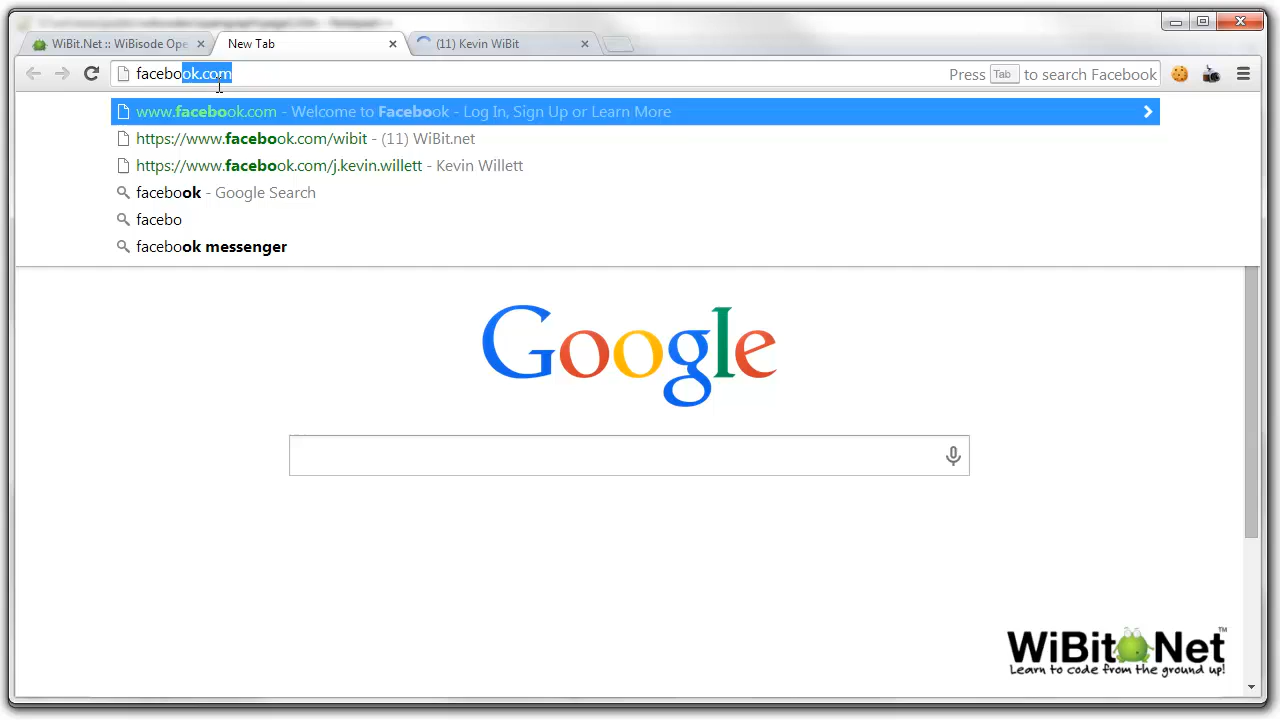 WiBit.Net :: WiBisode Ope
New Tab
(11) Kevin WiBit
facebook.com
Press Tab to search Facebook
www.facebook.com - Welcome to Facebook - Log In, Sign Up or Learn More
https://www.facebook.com/wibit - (11) WiBit.net
https://www.facebook.com/j.kevin.willett - Kevin Willett
facebook - Google Search
facebo
facebook messenger
Google
WiBit Net ™
Learn to code from the ground up!